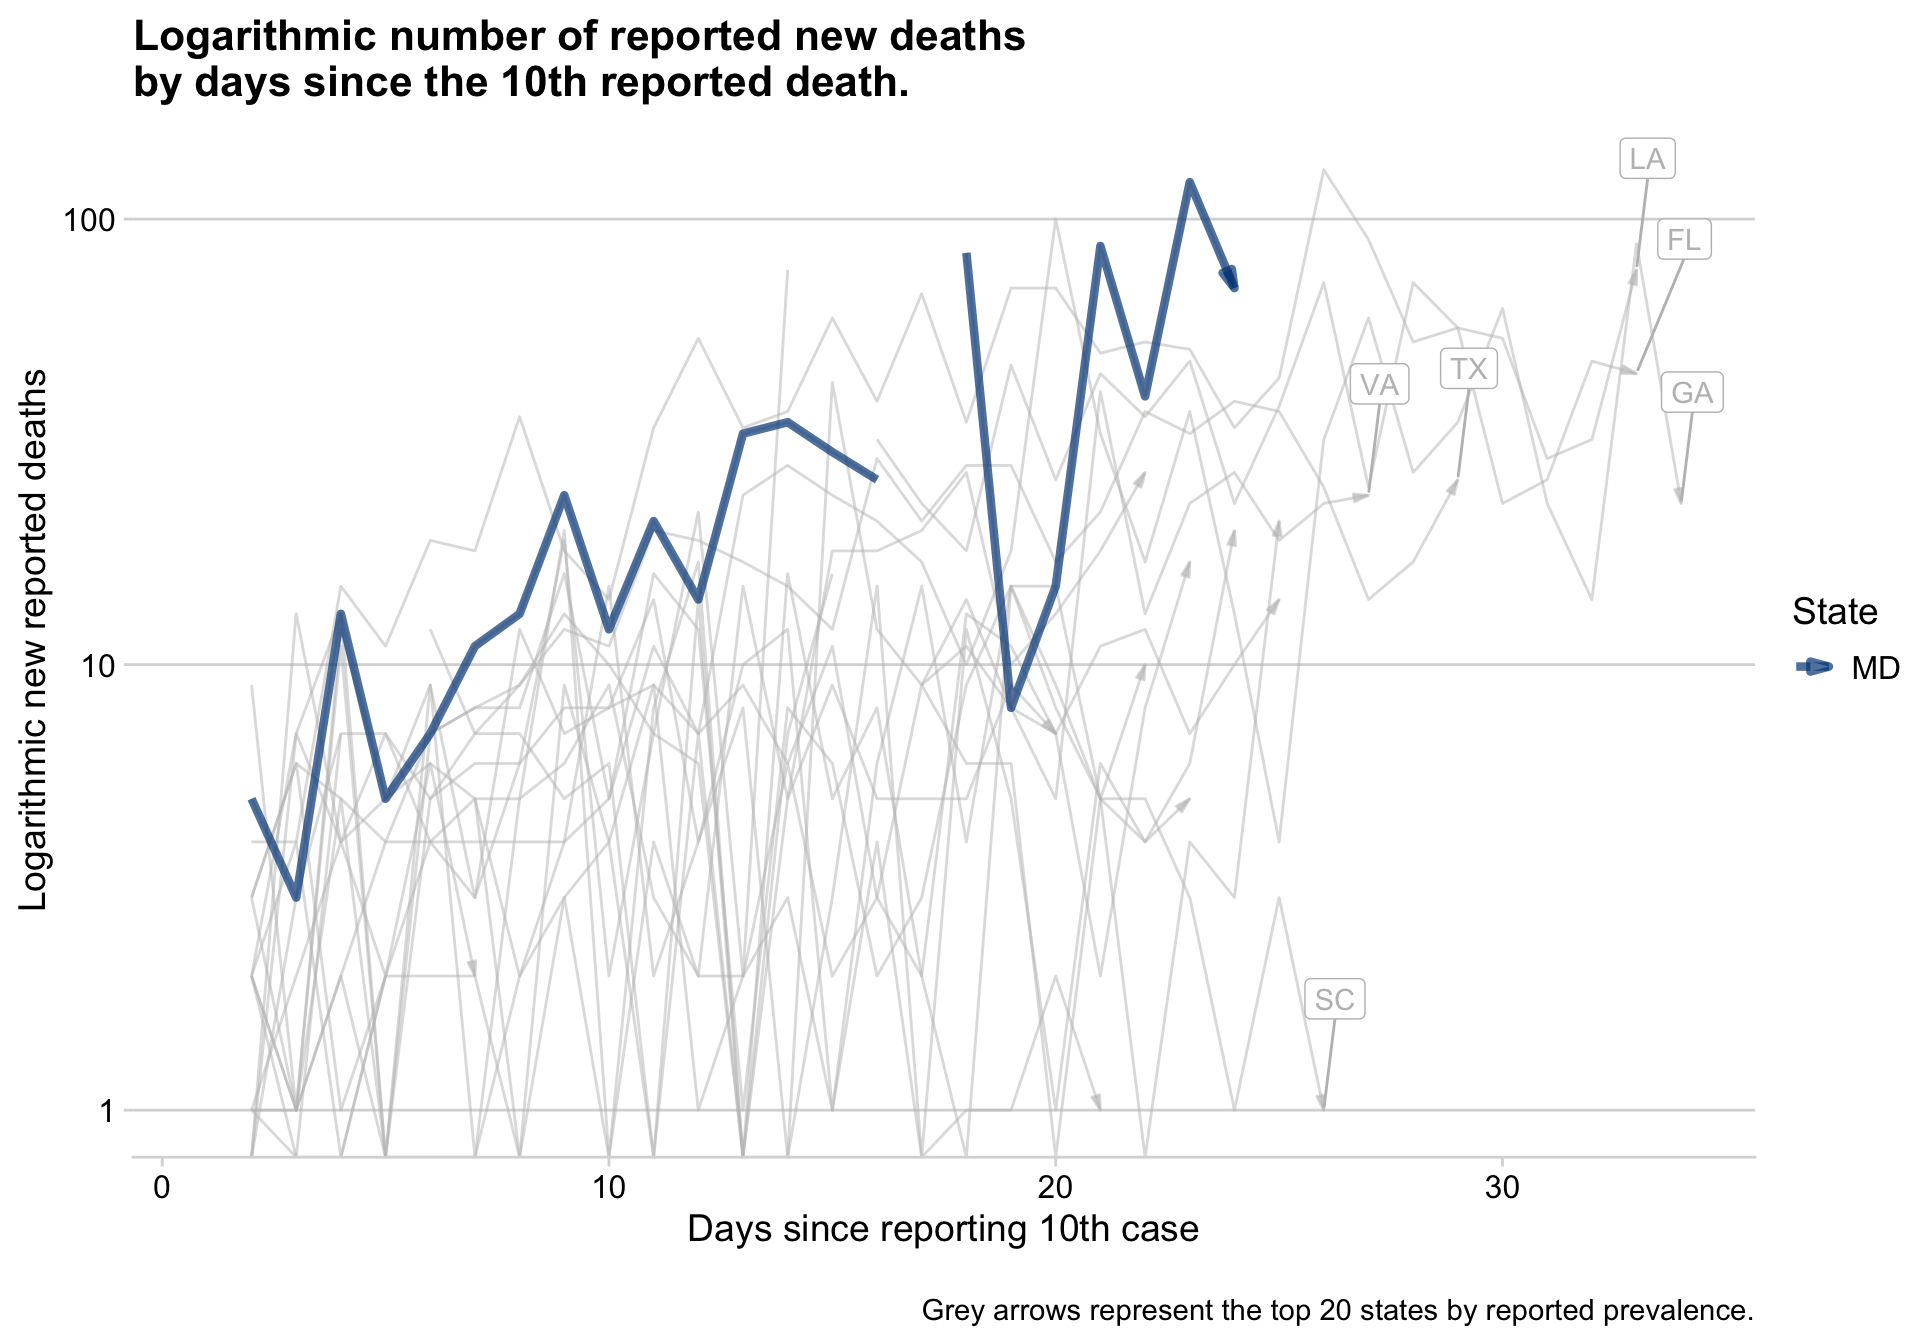 Logarithmic number of reported new deaths
by days since the 10th reported death.
LA
100
FL
TX
VA
GA
Logarithmic new reported deaths
State
10
MD
SC
1
0 10 20 30
Days since reporting 10th case
Grey arrows represent the top 20 states by reported prevalence.